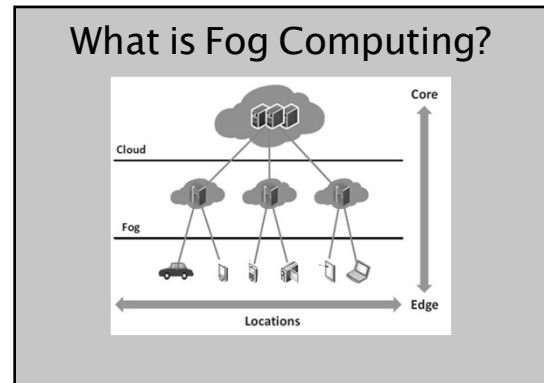 What is Fog Computing?
Core
Cloud
Fog
Edge
Locations